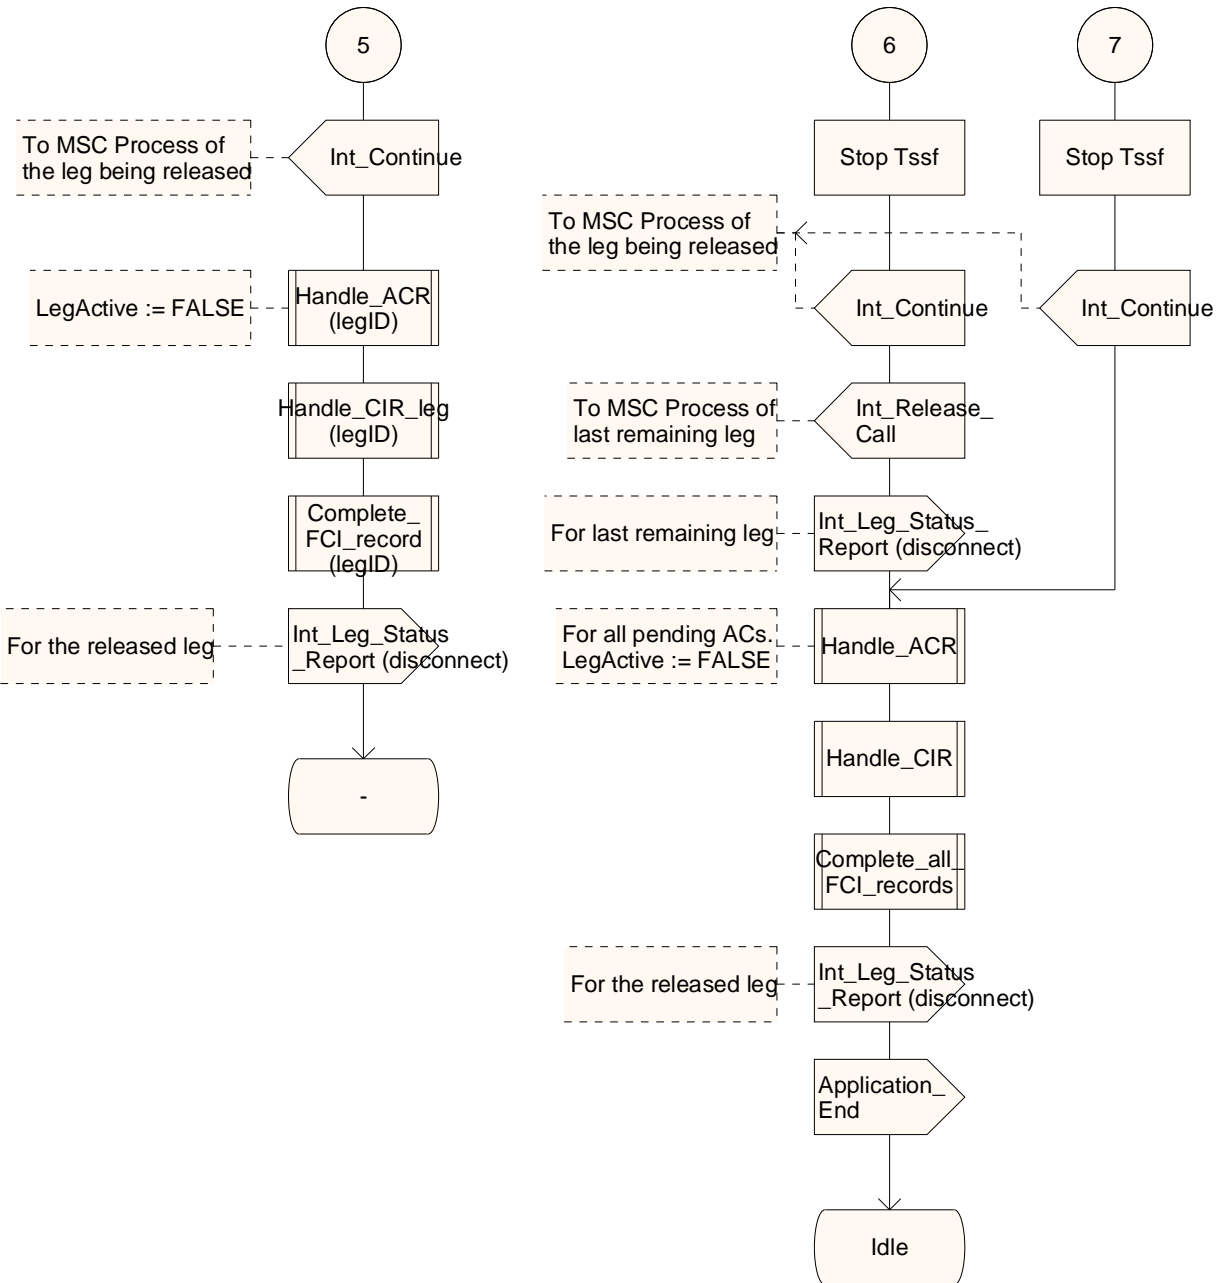 5
To MSC Process of
the leg being released
Int_Continue
LegActive := FALSE
Handle_ACR
(legID)
Handle_CIR_leg
(legID)
Complete_
FCI_record
(legID)
For the released leg
Int_Leg_Status
_Report (disconnect)
-
6
7
Stop Tssf
Stop Tssf
To MSC Process of
the leg being released
Int_Continue
Int_Continue
To MSC Process of
last remaining leg
Int_Release_
Call
For last remaining leg
Int_Leg_Status_
Report (disconnect)
For all pending ACs.
LegActive := FALSE
Handle_ACR
Handle_CIR
Complete_all_
FCI_records
For the released leg
Int_Leg_Status
_Report (disconnect)
Application_
End
Idle